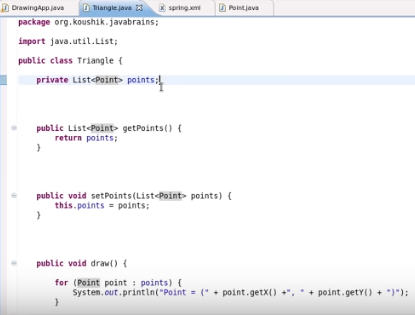 DrawingApp.java Triangle.java spring.xml Point.java
package org.koushik.javabrains;
import java.util.List;
public class Triangle {
private List<Point> points;
public List<Point> getPoints() {
return points;
}
public void setPoints(List<Point> points) {
this.points = points;
}
public void draw() {
for (Point point : points) {
System.out.println("Point = (" + point.getX() +", " + point.getY() + ")");
}